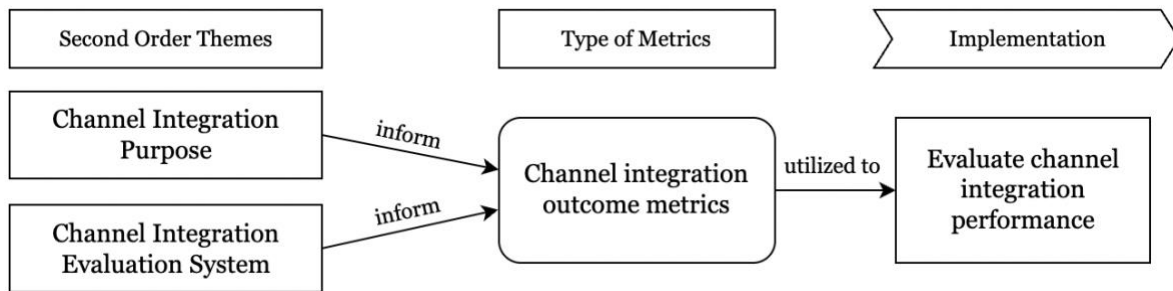 Second Order Themes
Type of Metrics
Implementation
Channel Integration
Purpose
inform
Channel integration
outcome metrics
utilized to
Evaluate channel
integration
performance
inform
Channel Integration
Evaluation System